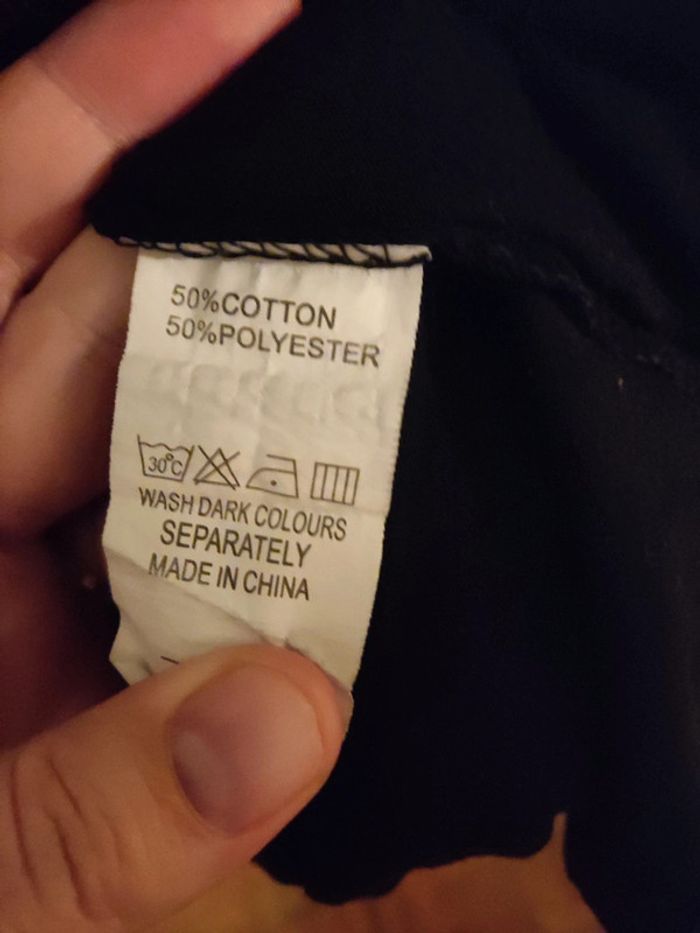 50%COTTON
50%POLYESTER
30°C
WASH DARK COLOURS
SEPARATELY
MADE IN CHINA